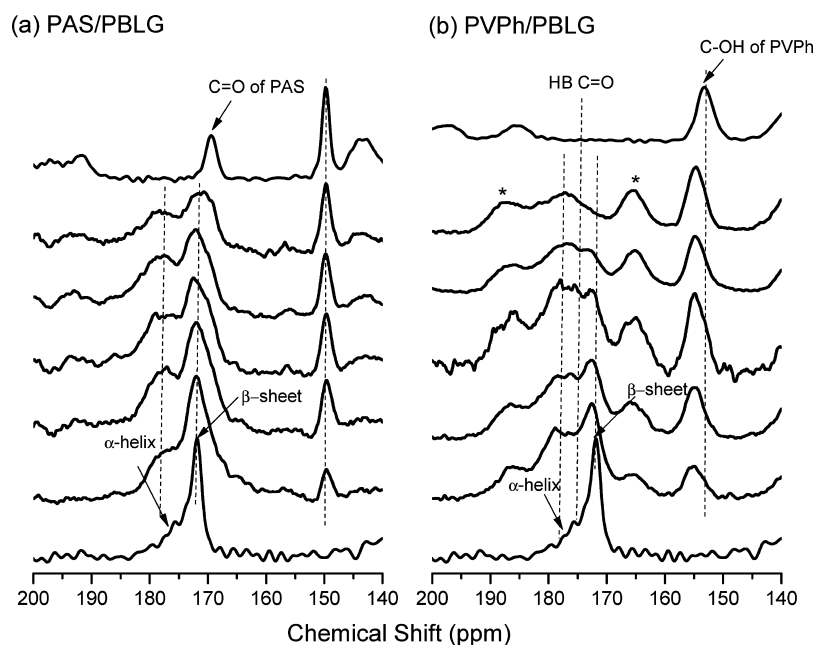 (a) PAS/PBLG
(b) PVPh/PBLG
C=O of PAS
HB C=O
C-OH of PVPh
*
*
β-sheet
α-helix
β-sheet
α-helix
200 190 180 170 160 150 140
200 190 180 170 160 150 140
Chemical Shift (ppm)